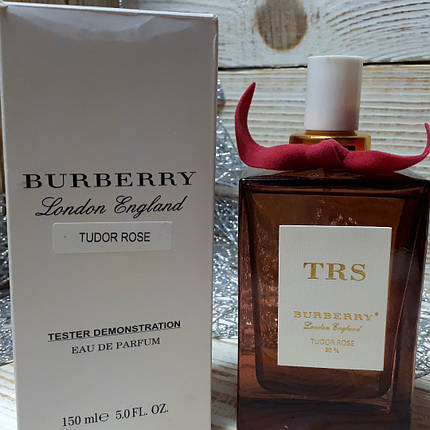 BURBERRY
London England
TUDOR ROSE
TESTER DEMONSTRATION
EAU DE PARFUM
150 ml℮ 5.0 FL. OZ.
TRS
BURBERRY®
London England
TUDOR ROSE
20 %